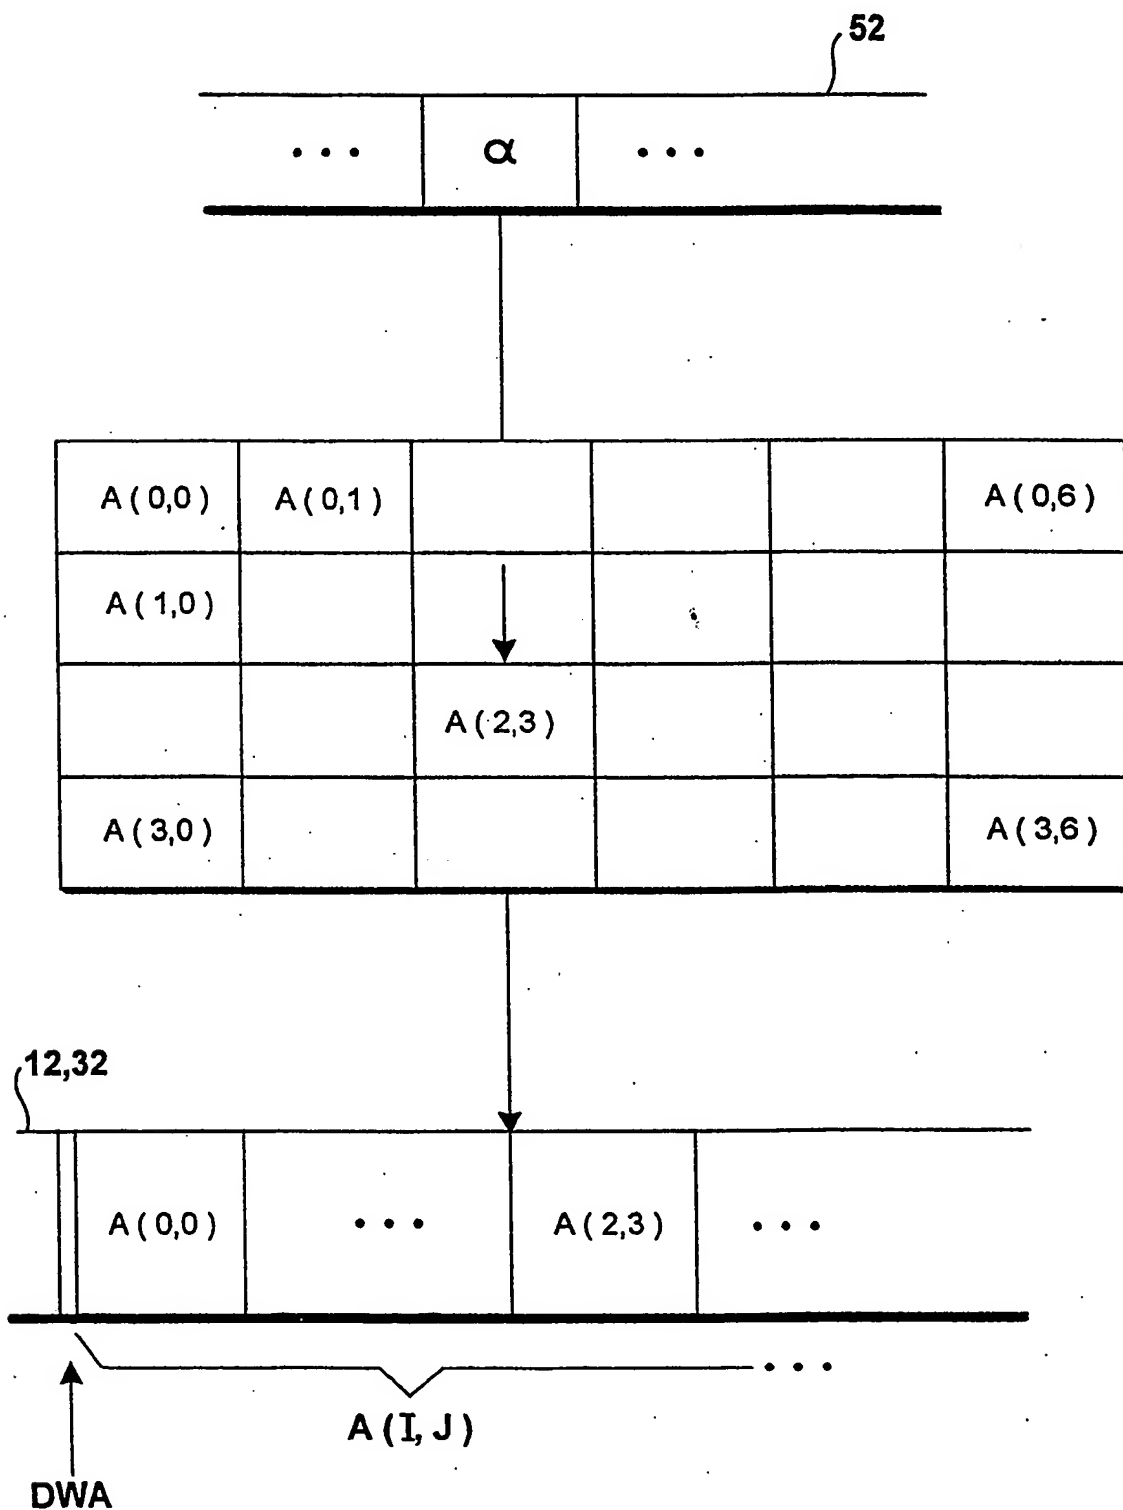 52
• • • α • • •
A ( 0,0 ) A ( 0,1 ) A ( 0,6 )
A ( 1,0 )
A ( 2,3 )
A ( 3,0 ) A ( 3,6 )
12,32
A ( 0,0 ) • • • A ( 2,3 ) • • •
• • •
A ( I, J )
DWA